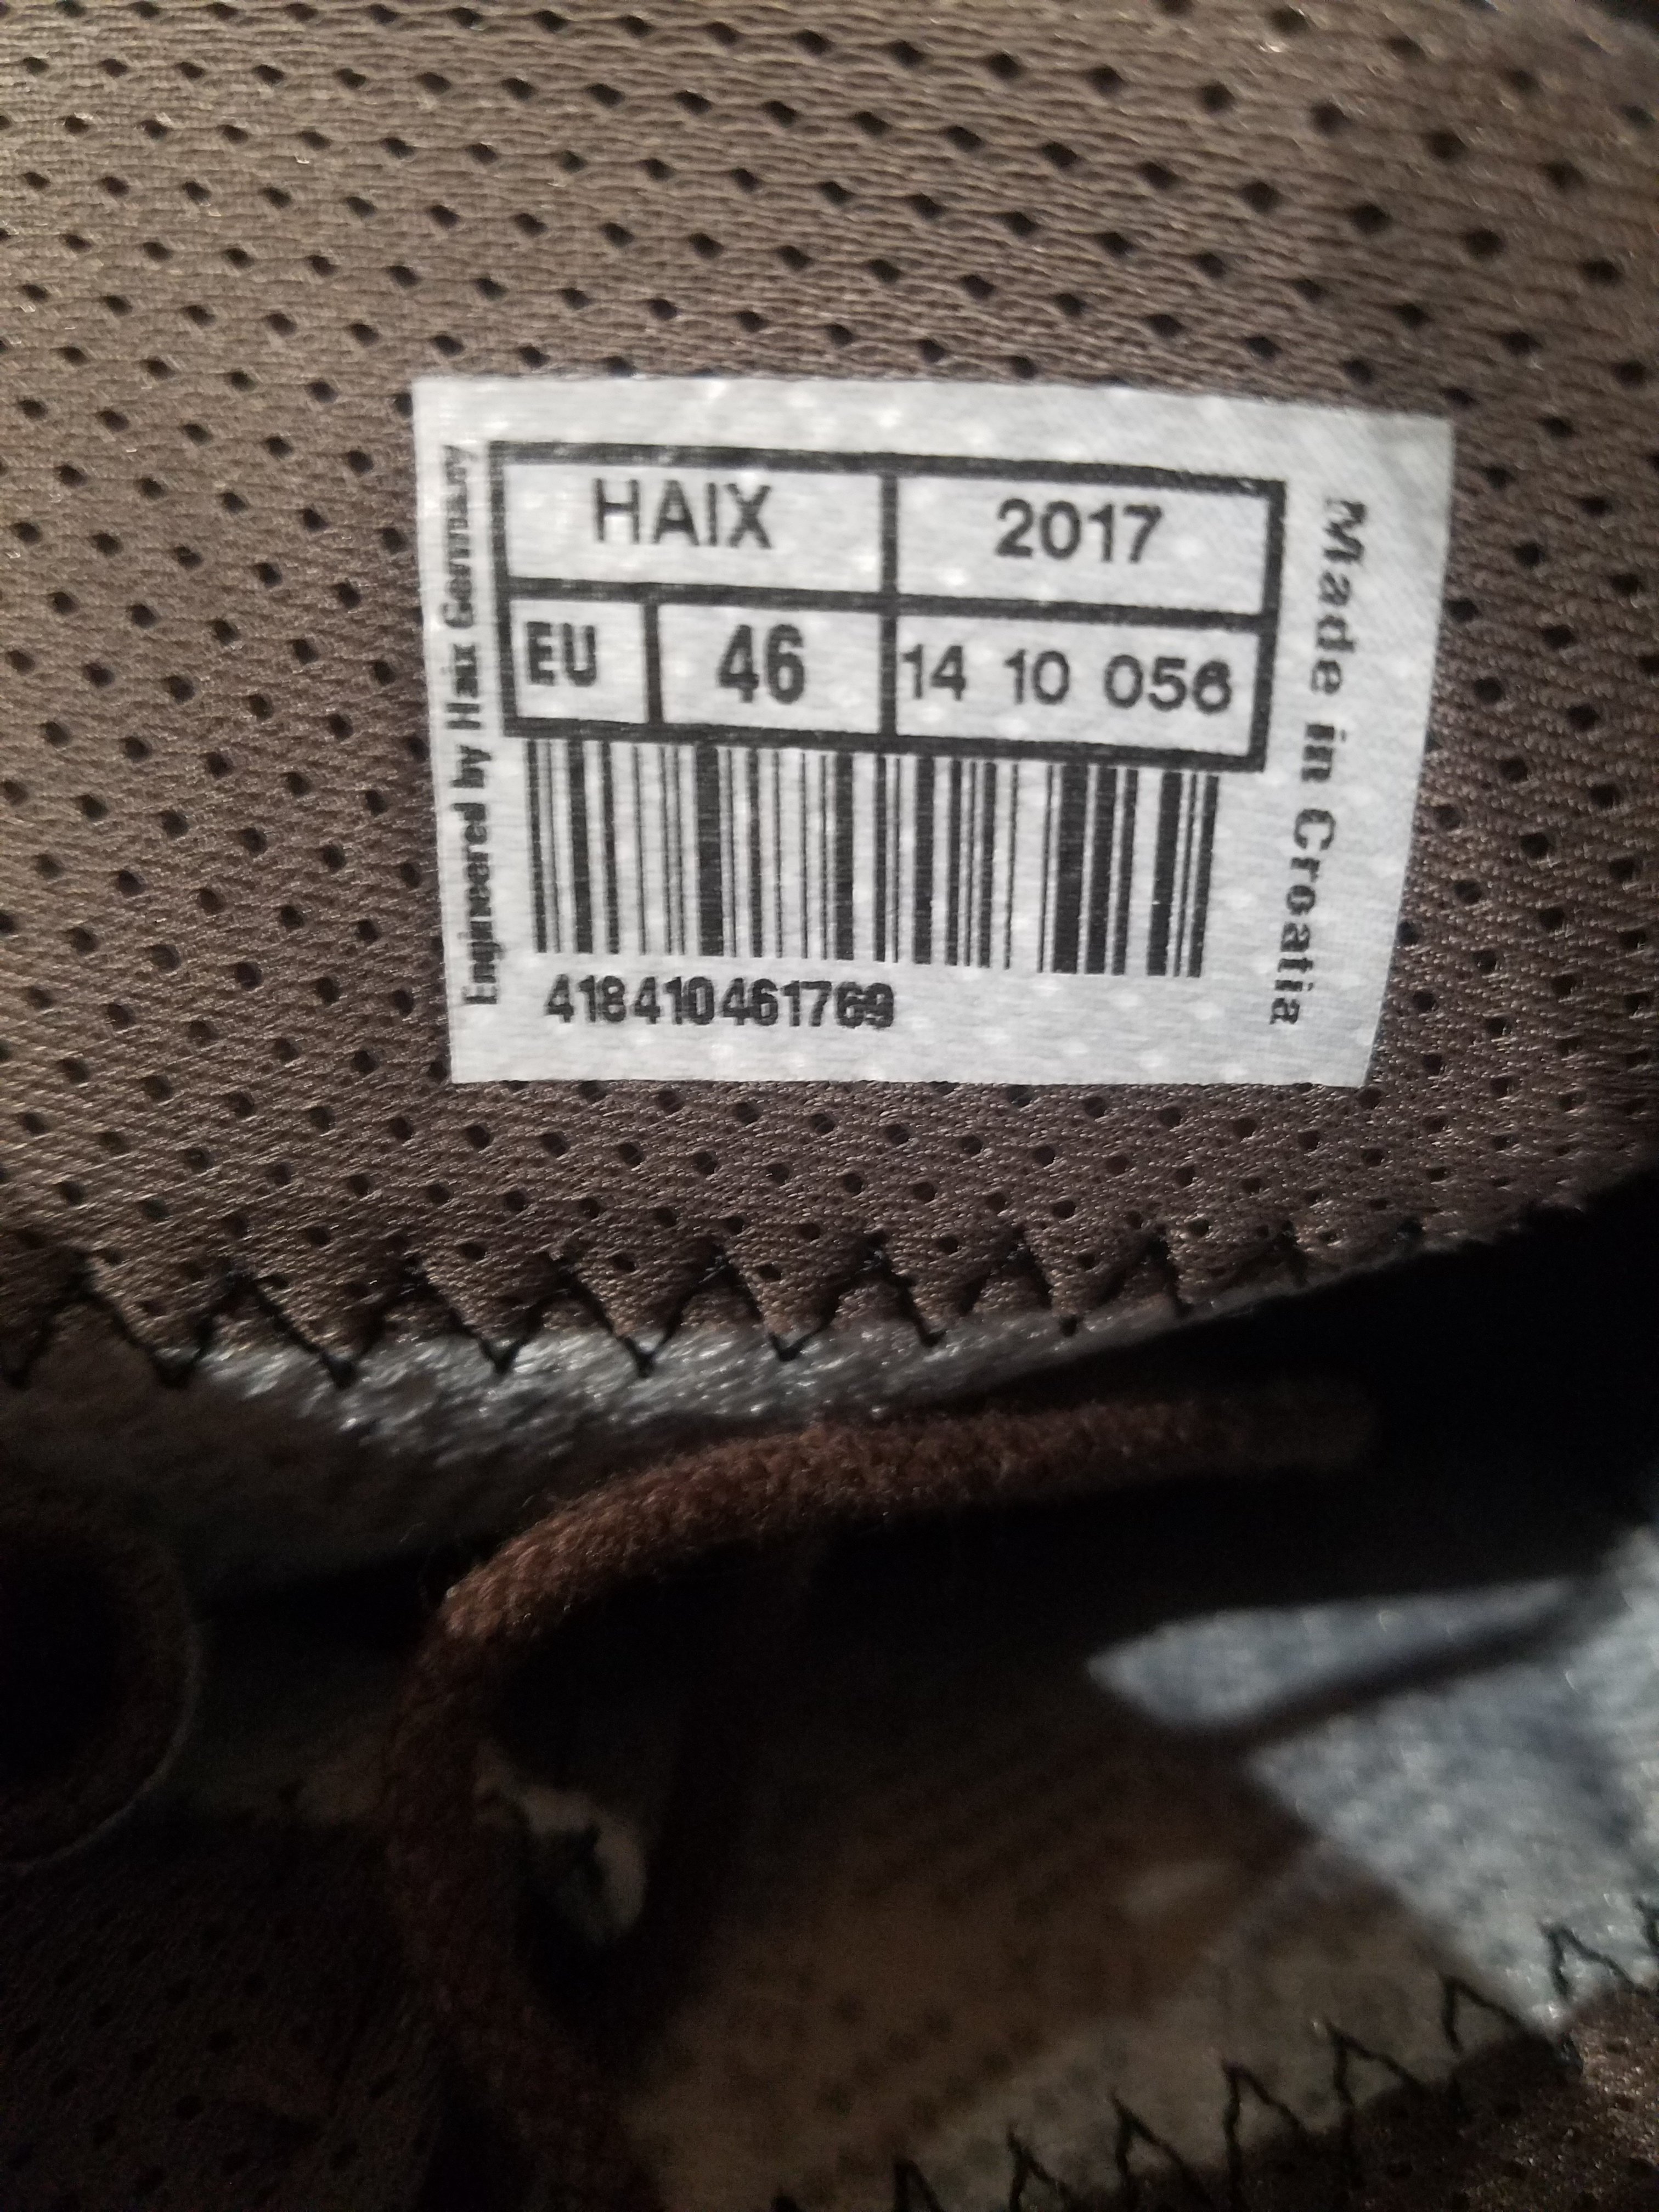 Engineered by Haix Germany
HAIX 2017
EU 46 14 10 056
418410461769
Made in Croatia